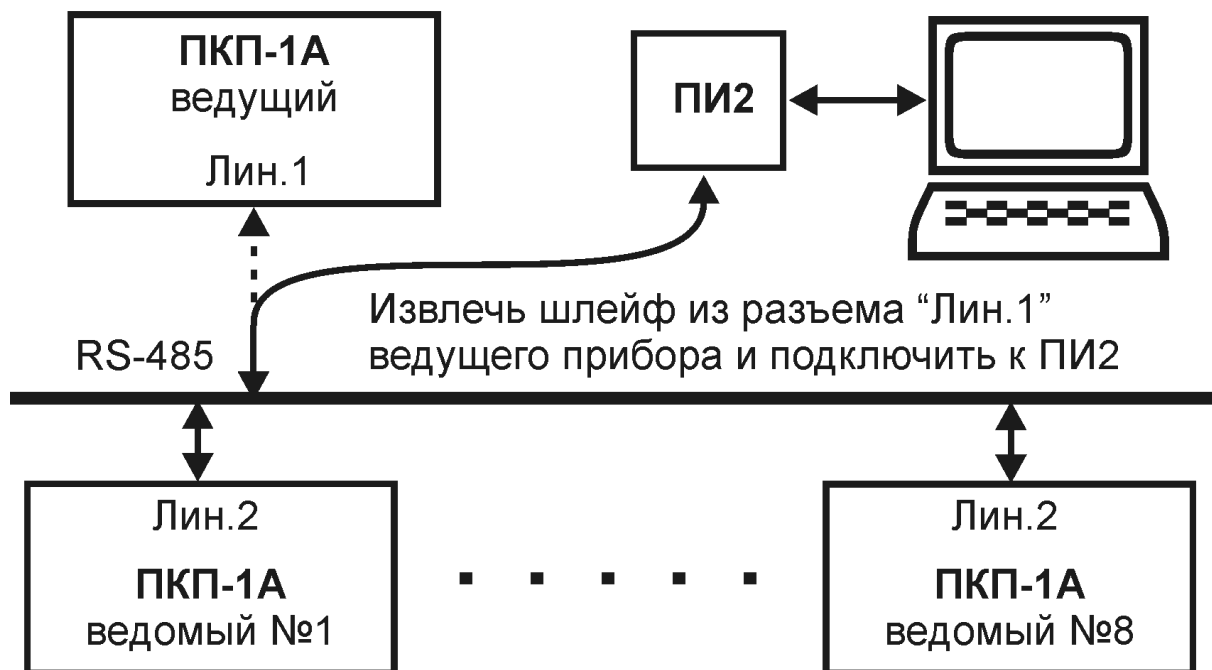 ПКП-1А
ведущий
Лин.1
ПИ2
Извлечь шлейф из разъема “Лин.1”
ведущего прибора и подключить к ПИ2
RS-485
Лин.2
ПКП-1А
ведомый №1
Лин.2
ПКП-1А
ведомый №8